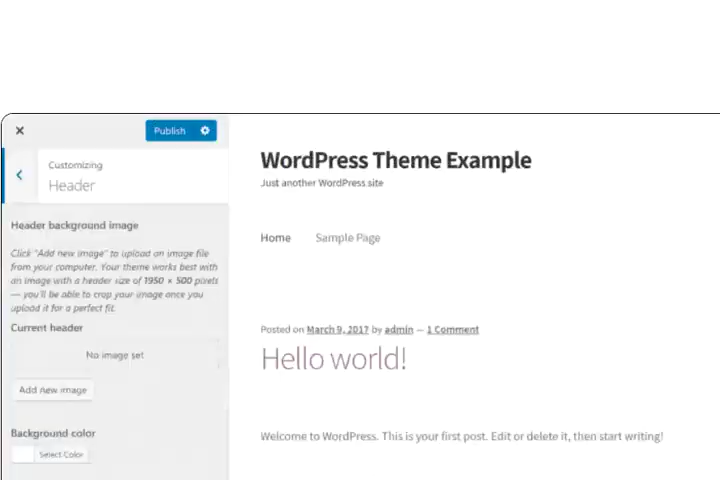 Publish
Customizing
Header
Header background image
Click "Add new image" to upload an image file
from your computer. Your theme works best with
an image with a header size of 1950 × 500 pixels
— you'll be able to crop your image once you
upload it for a perfect fit.
Current header
No image set
Add new image
Background color
Select Color
WordPress Theme Example
Just another WordPress site
Home Sample Page
Posted on March 9, 2017 by admin — 1 Comment
Hello world!
Welcome to WordPress. This is your first post. Edit or delete it, then start writing!